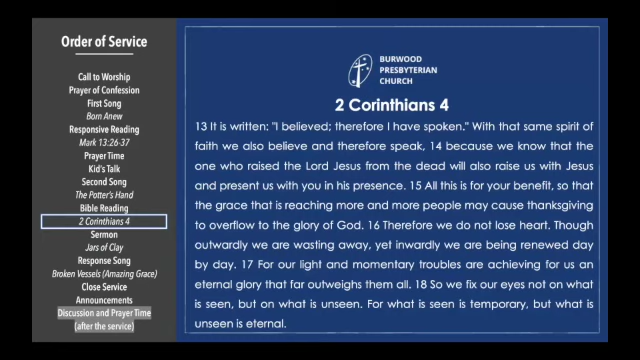 Order of Service
Call to Worship
Prayer of Confession
First Song
Born Anew
Responsive Reading
Mark 13:26-37
Prayer Time
Kid's Talk
Second Song
The Potter's Hand
Bible Reading
2 Corinthians 4
Sermon
Jars of Clay
Response Song
Broken Vessels (Amazing Grace)
Close Service
Announcements
Discussion and Prayer Time
(after the service)
BURWOOD
PRESBYTERIAN
CHURCH
2 Corinthians 4
13 It is written: "I believed; therefore I have spoken." With that same spirit of
faith we also believe and therefore speak, 14 because we know that the
one who raised the Lord Jesus from the dead will also raise us with Jesus
and present us with you in his presence. 15 All this is for your benefit, so that
the grace that is reaching more and more people may cause thanksgiving
to overflow to the glory of God. 16 Therefore we do not lose heart. Though
outwardly we are wasting away, yet inwardly we are being renewed day
by day. 17 For our light and momentary troubles are achieving for us an
eternal glory that far outweighs them all. 18 So we fix our eyes not on what
is seen, but on what is unseen. For what is seen is temporary, but what is
unseen is eternal.